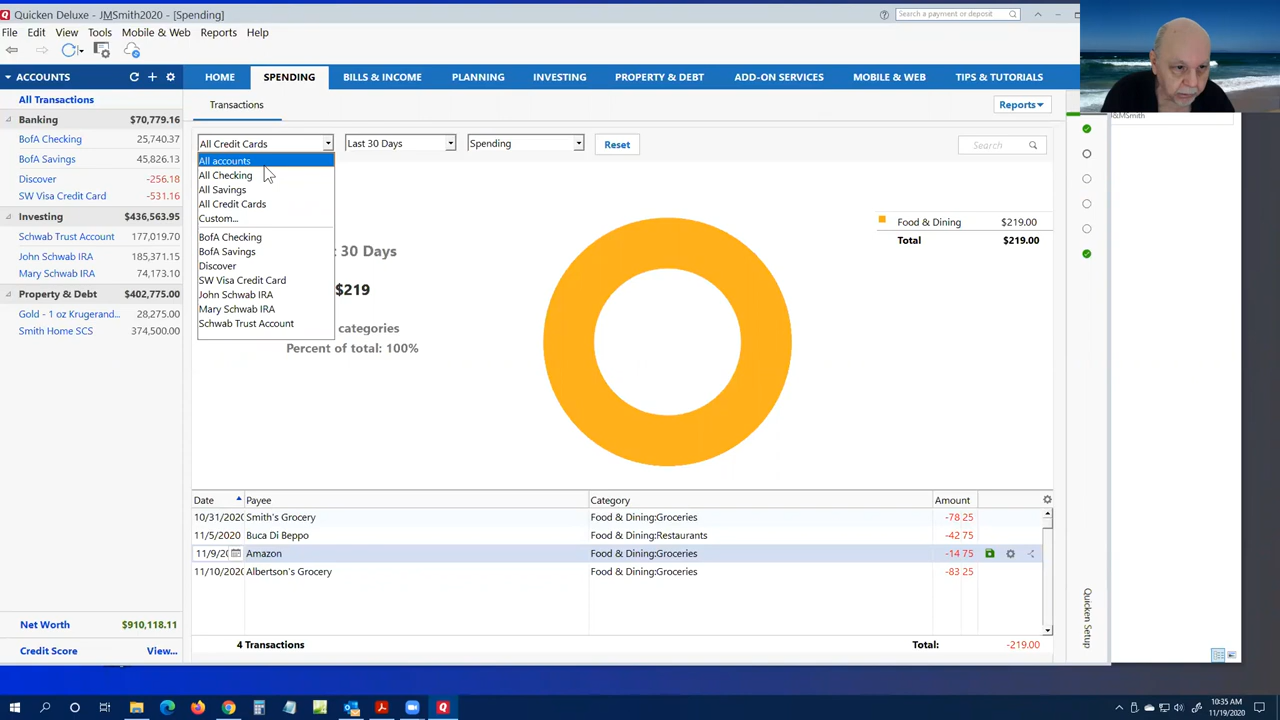 Quicken Deluxe - JMSmith2020 - [Spending]
Search a payment or deposit
File Edit View Tools Mobile & Web Reports Help
ACCOUNTS
HOME SPENDING BILLS & INCOME PLANNING INVESTING PROPERTY & DEBT ADD-ON SERVICES MOBILE & WEB TIPS & TUTORIALS
All Transactions
Banking $70,779.16
BofA Checking 25,740.37
BofA Savings 45,826.13
Discover -256.18
SW Visa Credit Card -531.16
Investing $436,563.95
Schwab Trust Account 177,019.70
John Schwab IRA 185,371.15
Mary Schwab IRA 74,173.10
Property & Debt $402,775.00
Gold - 1 oz Krugerand... 28,275.00
Smith Home SCS 374,500.00
Net Worth $910,118.11
Credit Score View...
Transactions
Reports
All Credit Cards Last 30 Days Spending Reset Search
All accounts
All Checking
All Savings
All Credit Cards
Custom...
BofA Checking
BofA Savings
Discover
SW Visa Credit Card
John Schwab IRA
Mary Schwab IRA
Schwab Trust Account
: 30 Days
$219
categories
Percent of total: 100%
Food & Dining $219.00
Total $219.00
Date Payee Category Amount
10/31/2020 Smith's Grocery Food & Dining:Groceries -78 25
11/5/2020 Buca Di Beppo Food & Dining:Restaurants -42 75
11/9/20 Amazon Food & Dining:Groceries -14 75
11/10/2020 Albertson's Grocery Food & Dining:Groceries -83 25
4 Transactions Total: -219.00
Quicken Setup
&MSmith
10:35 AM
11/19/2020